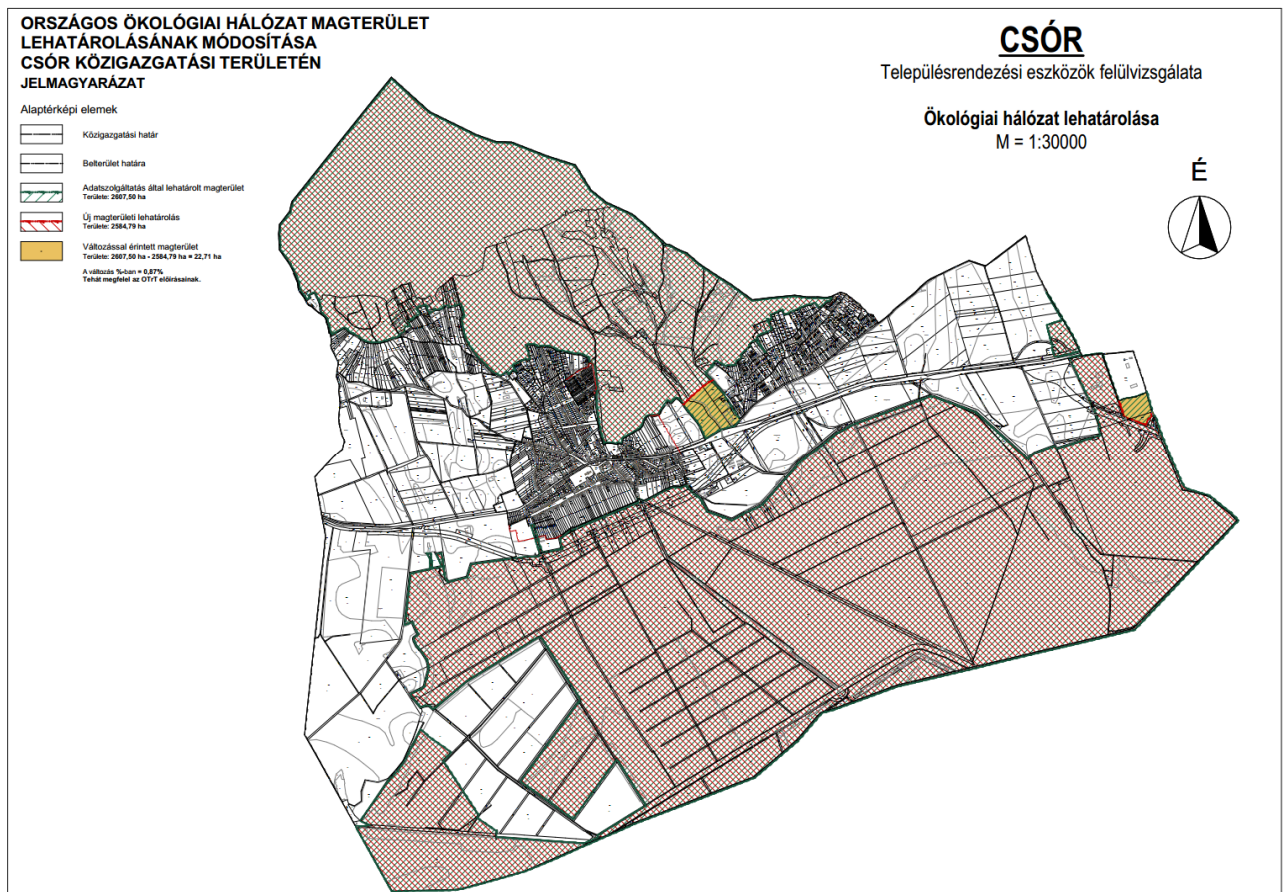 ORSZÁGOS ÖKOLÓGIAI HÁLÓZAT MAGTERÜLET
LEHATÁROLÁSÁNAK MÓDOSÍTÁSA
CSÓR KÖZIGAZGATÁSI TERÜLETÉN
JELMAGYARÁZAT
Alaptérképi elemek
Közigazgatási határ
Belterület határa
Adatszolgáltatás által lehatárolt magterület
Területe: 2607,50 ha
Új magterületi lehatárolás
Területe: 2584,79 ha
Változással érintett magterület
Területe: 2607,50 ha - 2584,79 ha = 22,71 ha
A változás %-ban = 0,87%
Tehát megfelel az OTrT előírásainak.
CSÓR
Településrendezési eszközök felülvizsgálata
Ökológiai hálózat lehatárolása
M = 1:30000
É